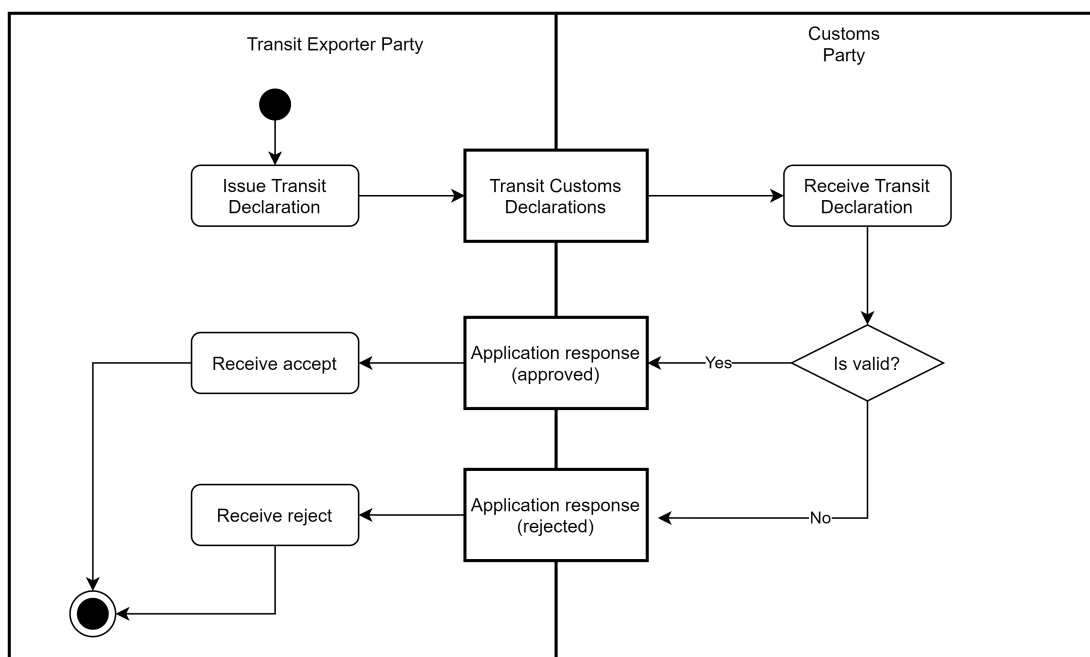 Transit Exporter Party
Customs
Party
Issue Transit
Declaration
Transit Customs
Declarations
Receive Transit
Declaration
Receive accept
Application response
(approved)
Yes
Is valid?
Receive reject
Application response
(rejected)
No